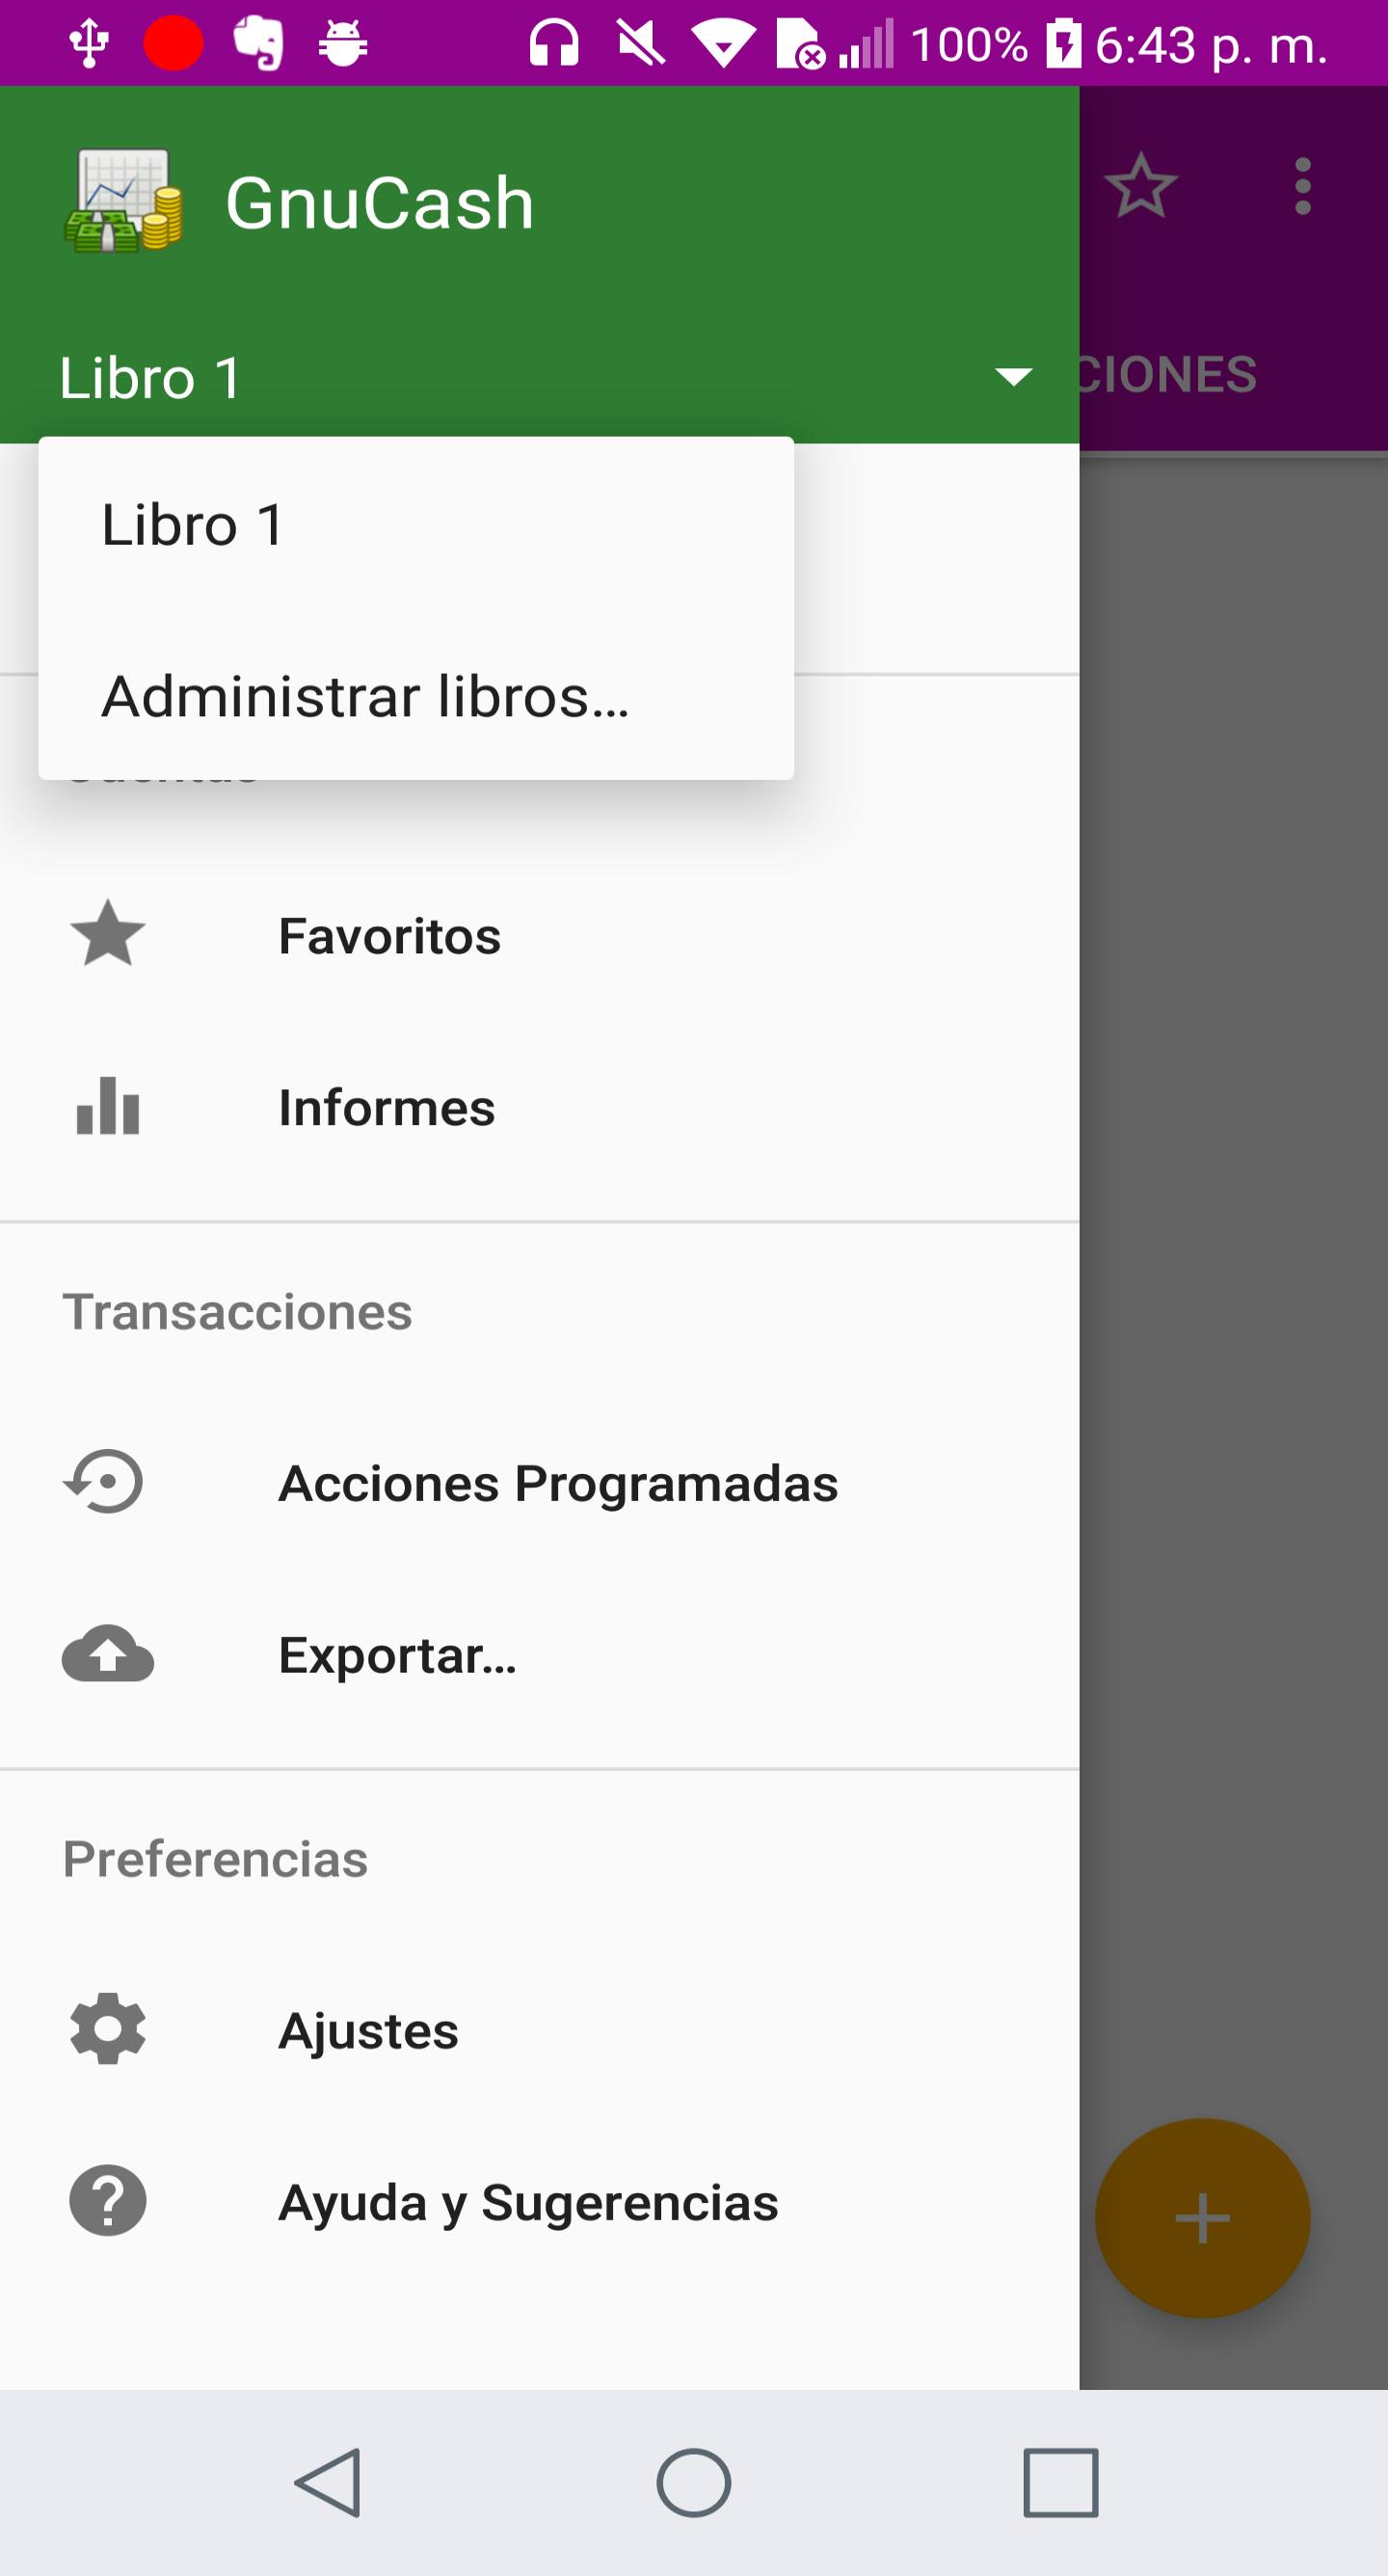 100% 6:43 p. m.
GnuCash
Libro 1
CIONES
Libro 1
Administrar libros...
Favoritos
Informes
Transacciones
Acciones Programadas
Exportar...
Preferencias
Ajustes
Ayuda y Sugerencias